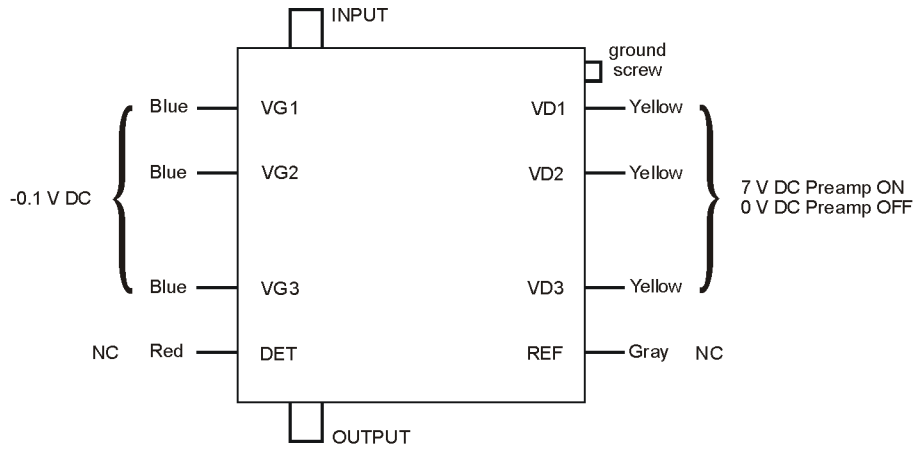 INPUT
ground
screw
Blue VG1 VD1 Yellow
Blue VG2 VD2 Yellow
-0.1 V DC
7 V DC Preamp ON
0 V DC Preamp OFF
Blue VG3 VD3 Yellow
NC Red DET REF Gray NC
OUTPUT